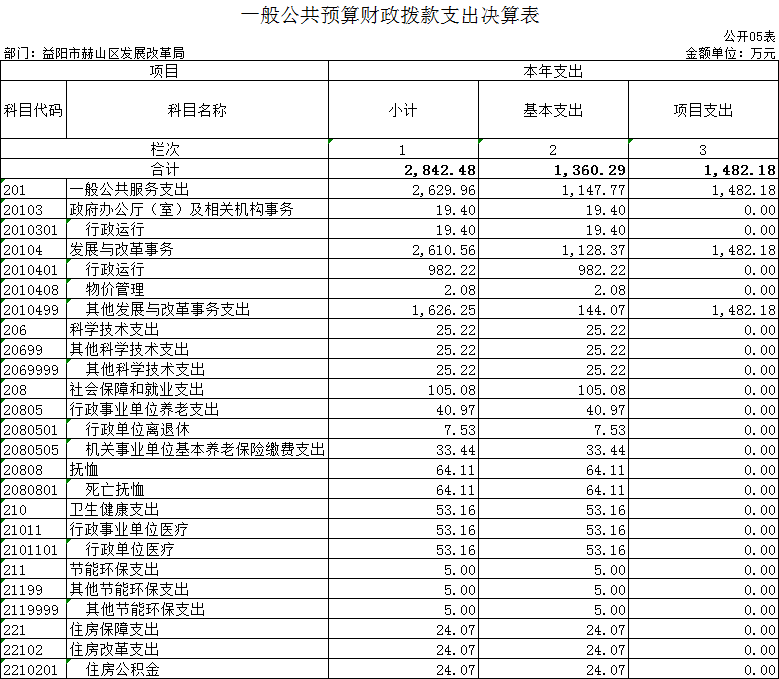 一般公共预算财政拨款支出决算表
公开05表
部门：益阳市赫山区发展改革局 金额单位：万元
项目 本年支出
科目代码 科目名称 小计 基本支出 项目支出
栏次 1 2 3
合计 2,842.48 1,360.29 1,482.18
201 一般公共服务支出 2,629.96 1,147.77 1,482.18
20103 政府办公厅（室）及相关机构事务 19.40 19.40 0.00
2010301 行政运行 19.40 19.40 0.00
20104 发展与改革事务 2,610.56 1,128.37 1,482.18
2010401 行政运行 982.22 982.22 0.00
2010408 物价管理 2.08 2.08 0.00
2010499 其他发展与改革事务支出 1,626.25 144.07 1,482.18
206 科学技术支出 25.22 25.22 0.00
20699 其他科学技术支出 25.22 25.22 0.00
2069999 其他科学技术支出 25.22 25.22 0.00
208 社会保障和就业支出 105.08 105.08 0.00
20805 行政事业单位养老支出 40.97 40.97 0.00
2080501 行政单位离退休 7.53 7.53 0.00
2080505 机关事业单位基本养老保险缴费支出 33.44 33.44 0.00
20808 抚恤 64.11 64.11 0.00
2080801 死亡抚恤 64.11 64.11 0.00
210 卫生健康支出 53.16 53.16 0.00
21011 行政事业单位医疗 53.16 53.16 0.00
2101101 行政单位医疗 53.16 53.16 0.00
211 节能环保支出 5.00 5.00 0.00
21199 其他节能环保支出 5.00 5.00 0.00
2119999 其他节能环保支出 5.00 5.00 0.00
221 住房保障支出 24.07 24.07 0.00
22102 住房改革支出 24.07 24.07 0.00
2210201 住房公积金 24.07 24.07 0.00